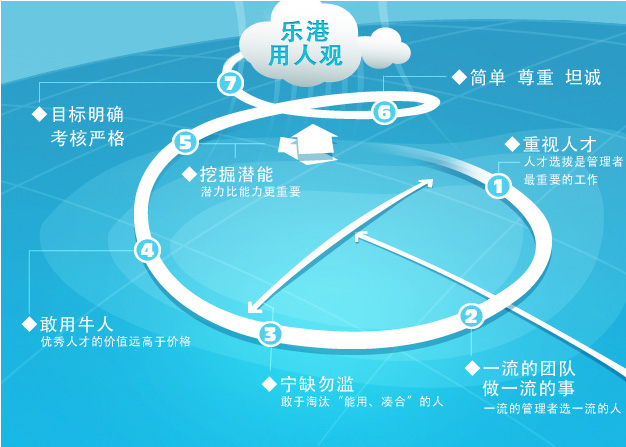 乐港
用人观
7
◆目标明确
考核严格
6
◆简单 尊重 坦诚
5
◆挖掘潜能
潜力比能力更重要
◆重视人才
人才选拔是管理者
最重要的工作
1
4
◆敢用牛人
优秀人才的价值远高于价格
3
◆宁缺勿滥
敢于淘汰“能用、凑合”的人
2
◆一流的团队
做一流的事
一流的管理者选一流的人